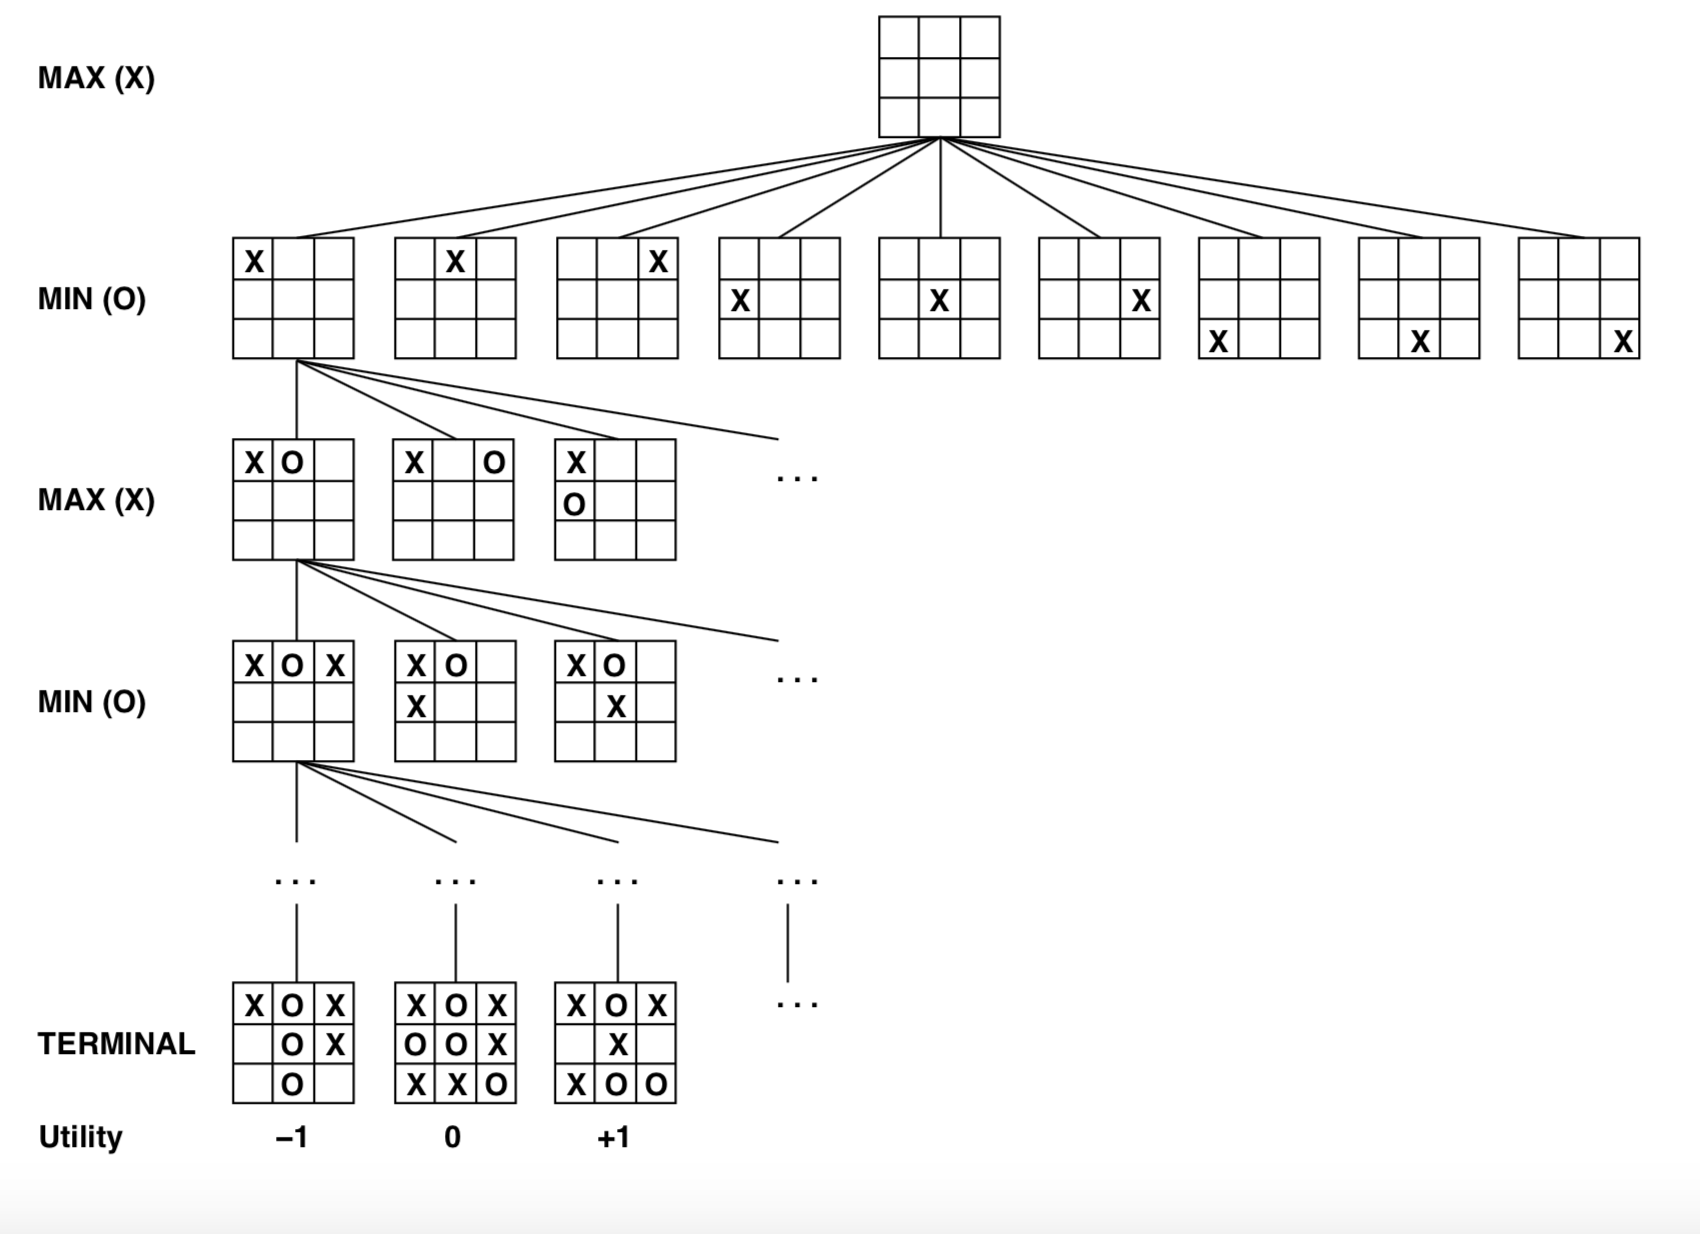 MAX (X)
X X X X X X X X X
MIN (O)
X O X O X
MAX (X)
O
. . .
X O X X O X O
MIN (O)
X X
. . .
. . . . . . . . . . . .
X O X X O X X O X
. . .
TERMINAL
O X O O X X
O X X O X O O
Utility –1 0 +1